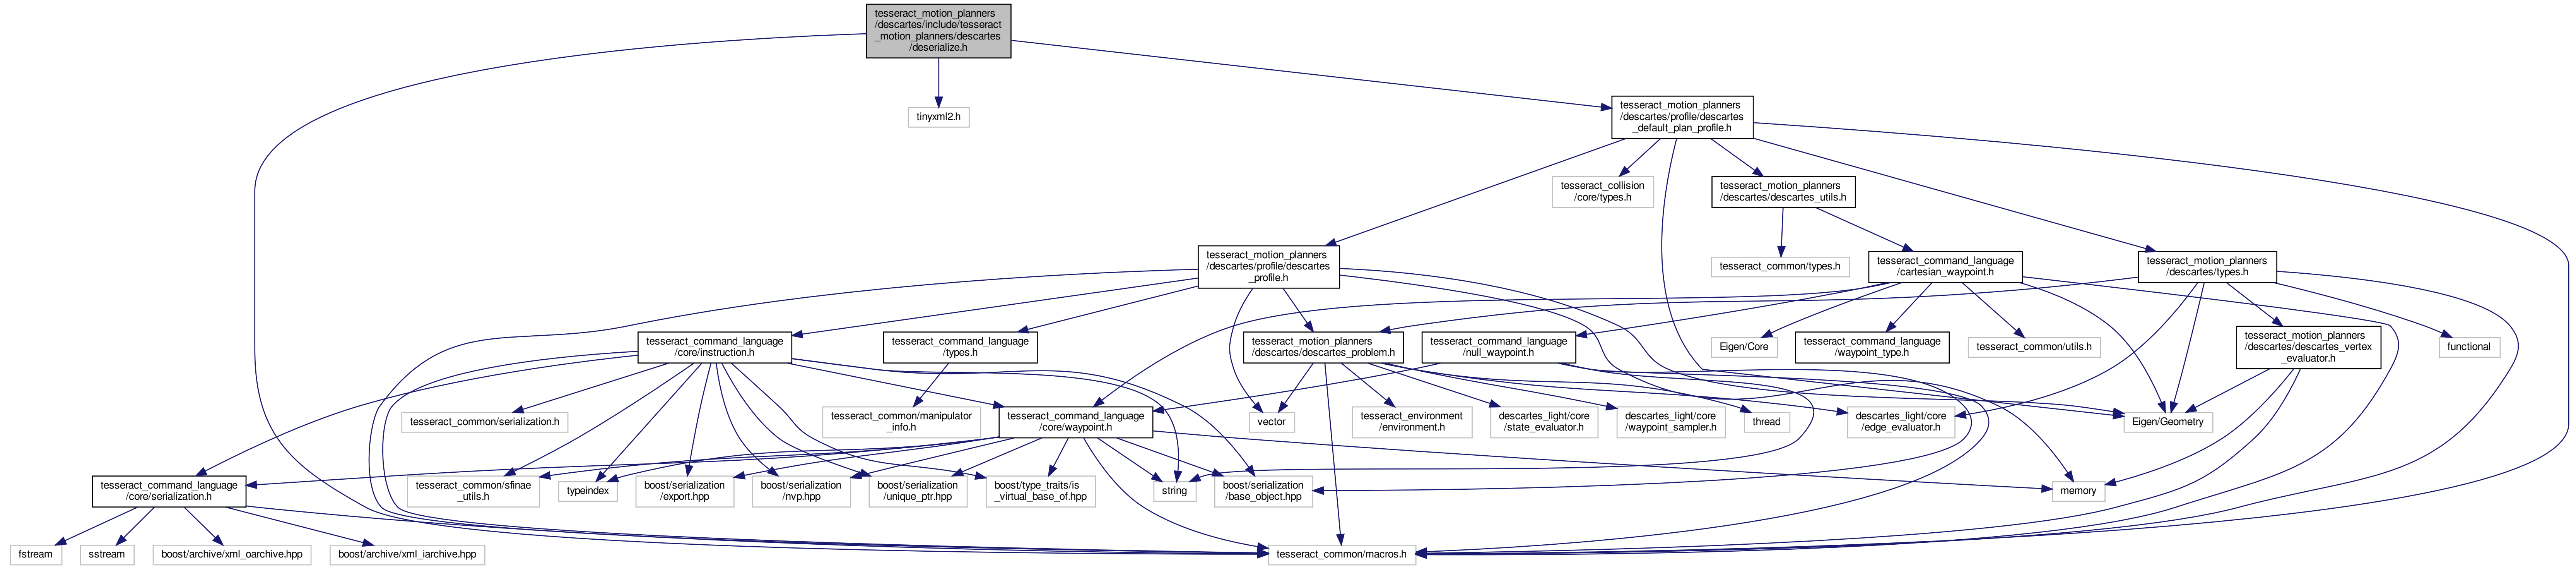 tesseract_motion_planners
/descartes/include/tesseract
_motion_planners/descartes
/deserialize.h
tinyxml2.h
tesseract_motion_planners
/descartes/profile/descartes
_default_plan_profile.h
tesseract_collision
/core/types.h
tesseract_motion_planners
/descartes/descartes_utils.h
tesseract_motion_planners
/descartes/profile/descartes
_profile.h
tesseract_common/types.h
tesseract_command_language
/cartesian_waypoint.h
tesseract_motion_planners
/descartes/types.h
tesseract_command_language
/core/instruction.h
tesseract_command_language
/types.h
tesseract_motion_planners
/descartes/descartes_problem.h
tesseract_command_language
/null_waypoint.h
Eigen/Core
tesseract_command_language
/waypoint_type.h
tesseract_common/utils.h
tesseract_motion_planners
/descartes/descartes_vertex
_evaluator.h
functional
tesseract_common/serialization.h
tesseract_common/manipulator
_info.h
tesseract_command_language
/core/waypoint.h
vector
tesseract_environment
/environment.h
descartes_light/core
/state_evaluator.h
descartes_light/core
/waypoint_sampler.h
thread
descartes_light/core
/edge_evaluator.h
Eigen/Geometry
tesseract_command_language
/core/serialization.h
tesseract_common/sfinae
_utils.h
typeindex
boost/serialization
/export.hpp
boost/serialization
/nvp.hpp
boost/serialization
/unique_ptr.hpp
boost/type_traits/is
_virtual_base_of.hpp
string
boost/serialization
/base_object.hpp
memory
fstream
sstream
boost/archive/xml_oarchive.hpp
boost/archive/xml_iarchive.hpp
tesseract_common/macros.h